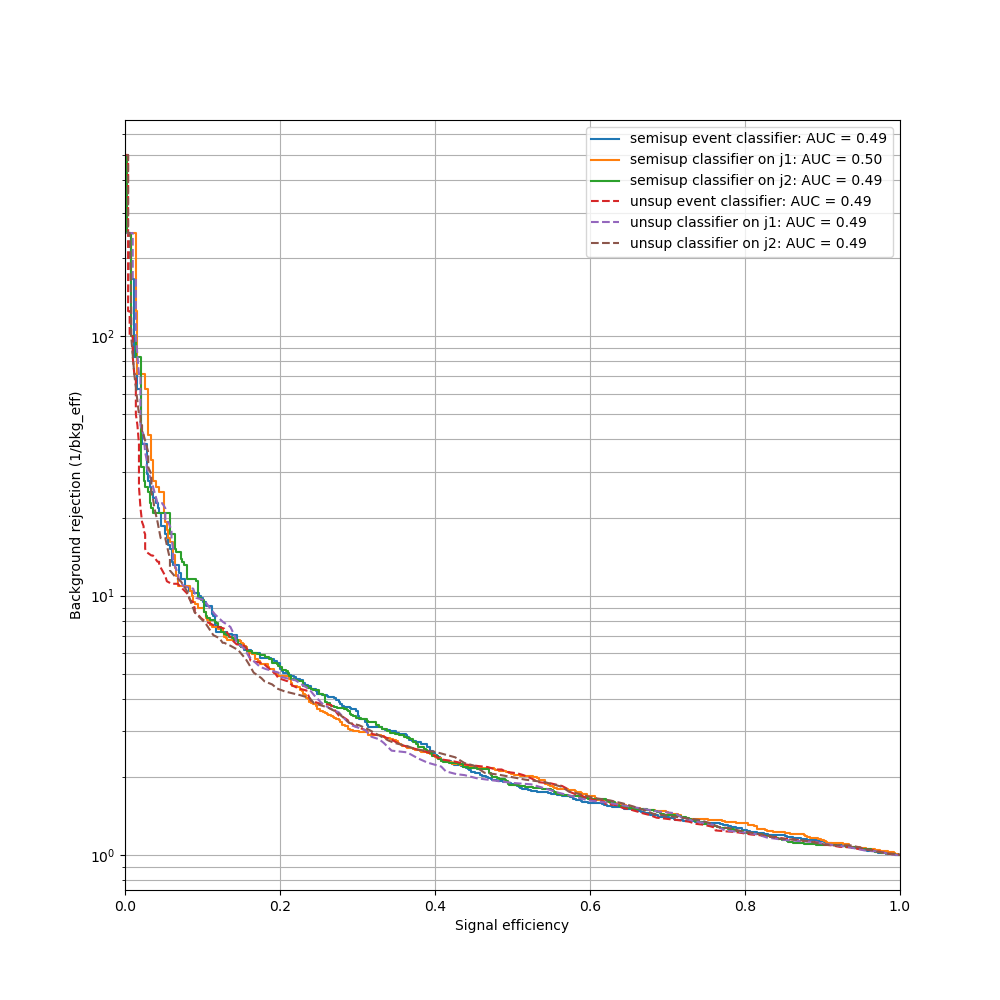 semisup event classifier: AUC = 0.49
semisup classifier on j1: AUC = 0.50
semisup classifier on j2: AUC = 0.49
unsup event classifier: AUC = 0.49
unsup classifier on j1: AUC = 0.49
unsup classifier on j2: AUC = 0.49
Background rejection (1/bkg_eff)
10²
10¹
10⁰
0.0 0.2 0.4 0.6 0.8 1.0
Signal efficiency